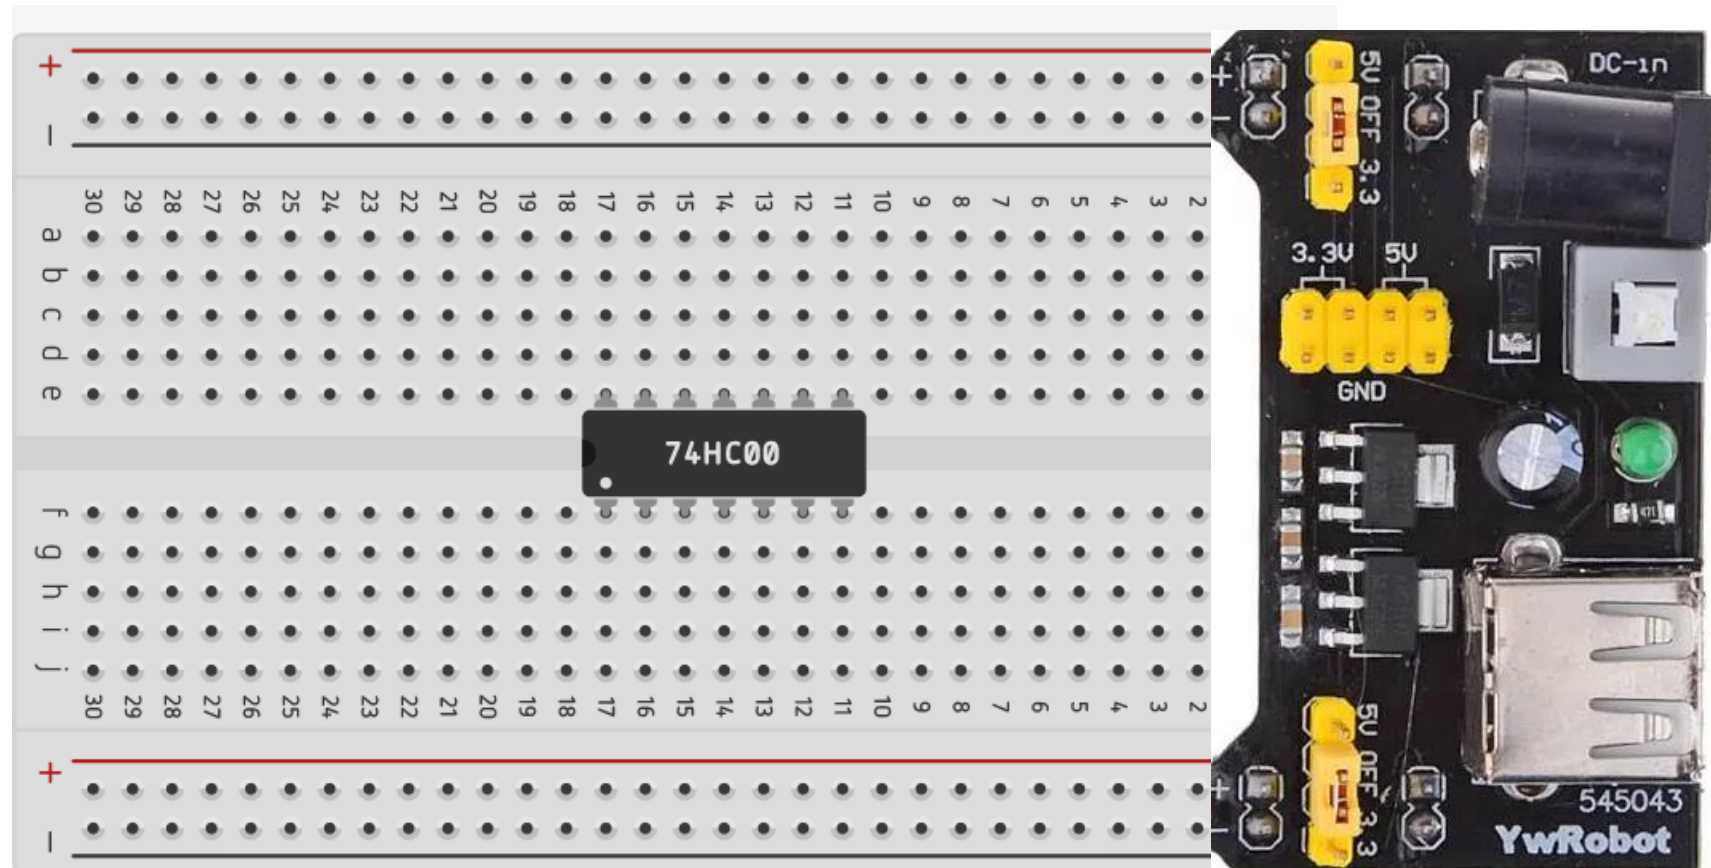 +
−
30 29 28 27 26 25 24 23 22 21 20 19 18 17 16 15 14 13 12 11 10 9 8 7 6 5 4 3 2
a
b
c
d
e
74HC00
f
g
h
i
j
30 29 28 27 26 25 24 23 22 21 20 19 18 17 16 15 14 13 12 11 10 9 8 7 6 5 4 3 2
+
−
+
−
5V OFF 3.3
DC-in
3.3V 5V
GND
5V OFF 3.3
+
−
545043
YwRobot